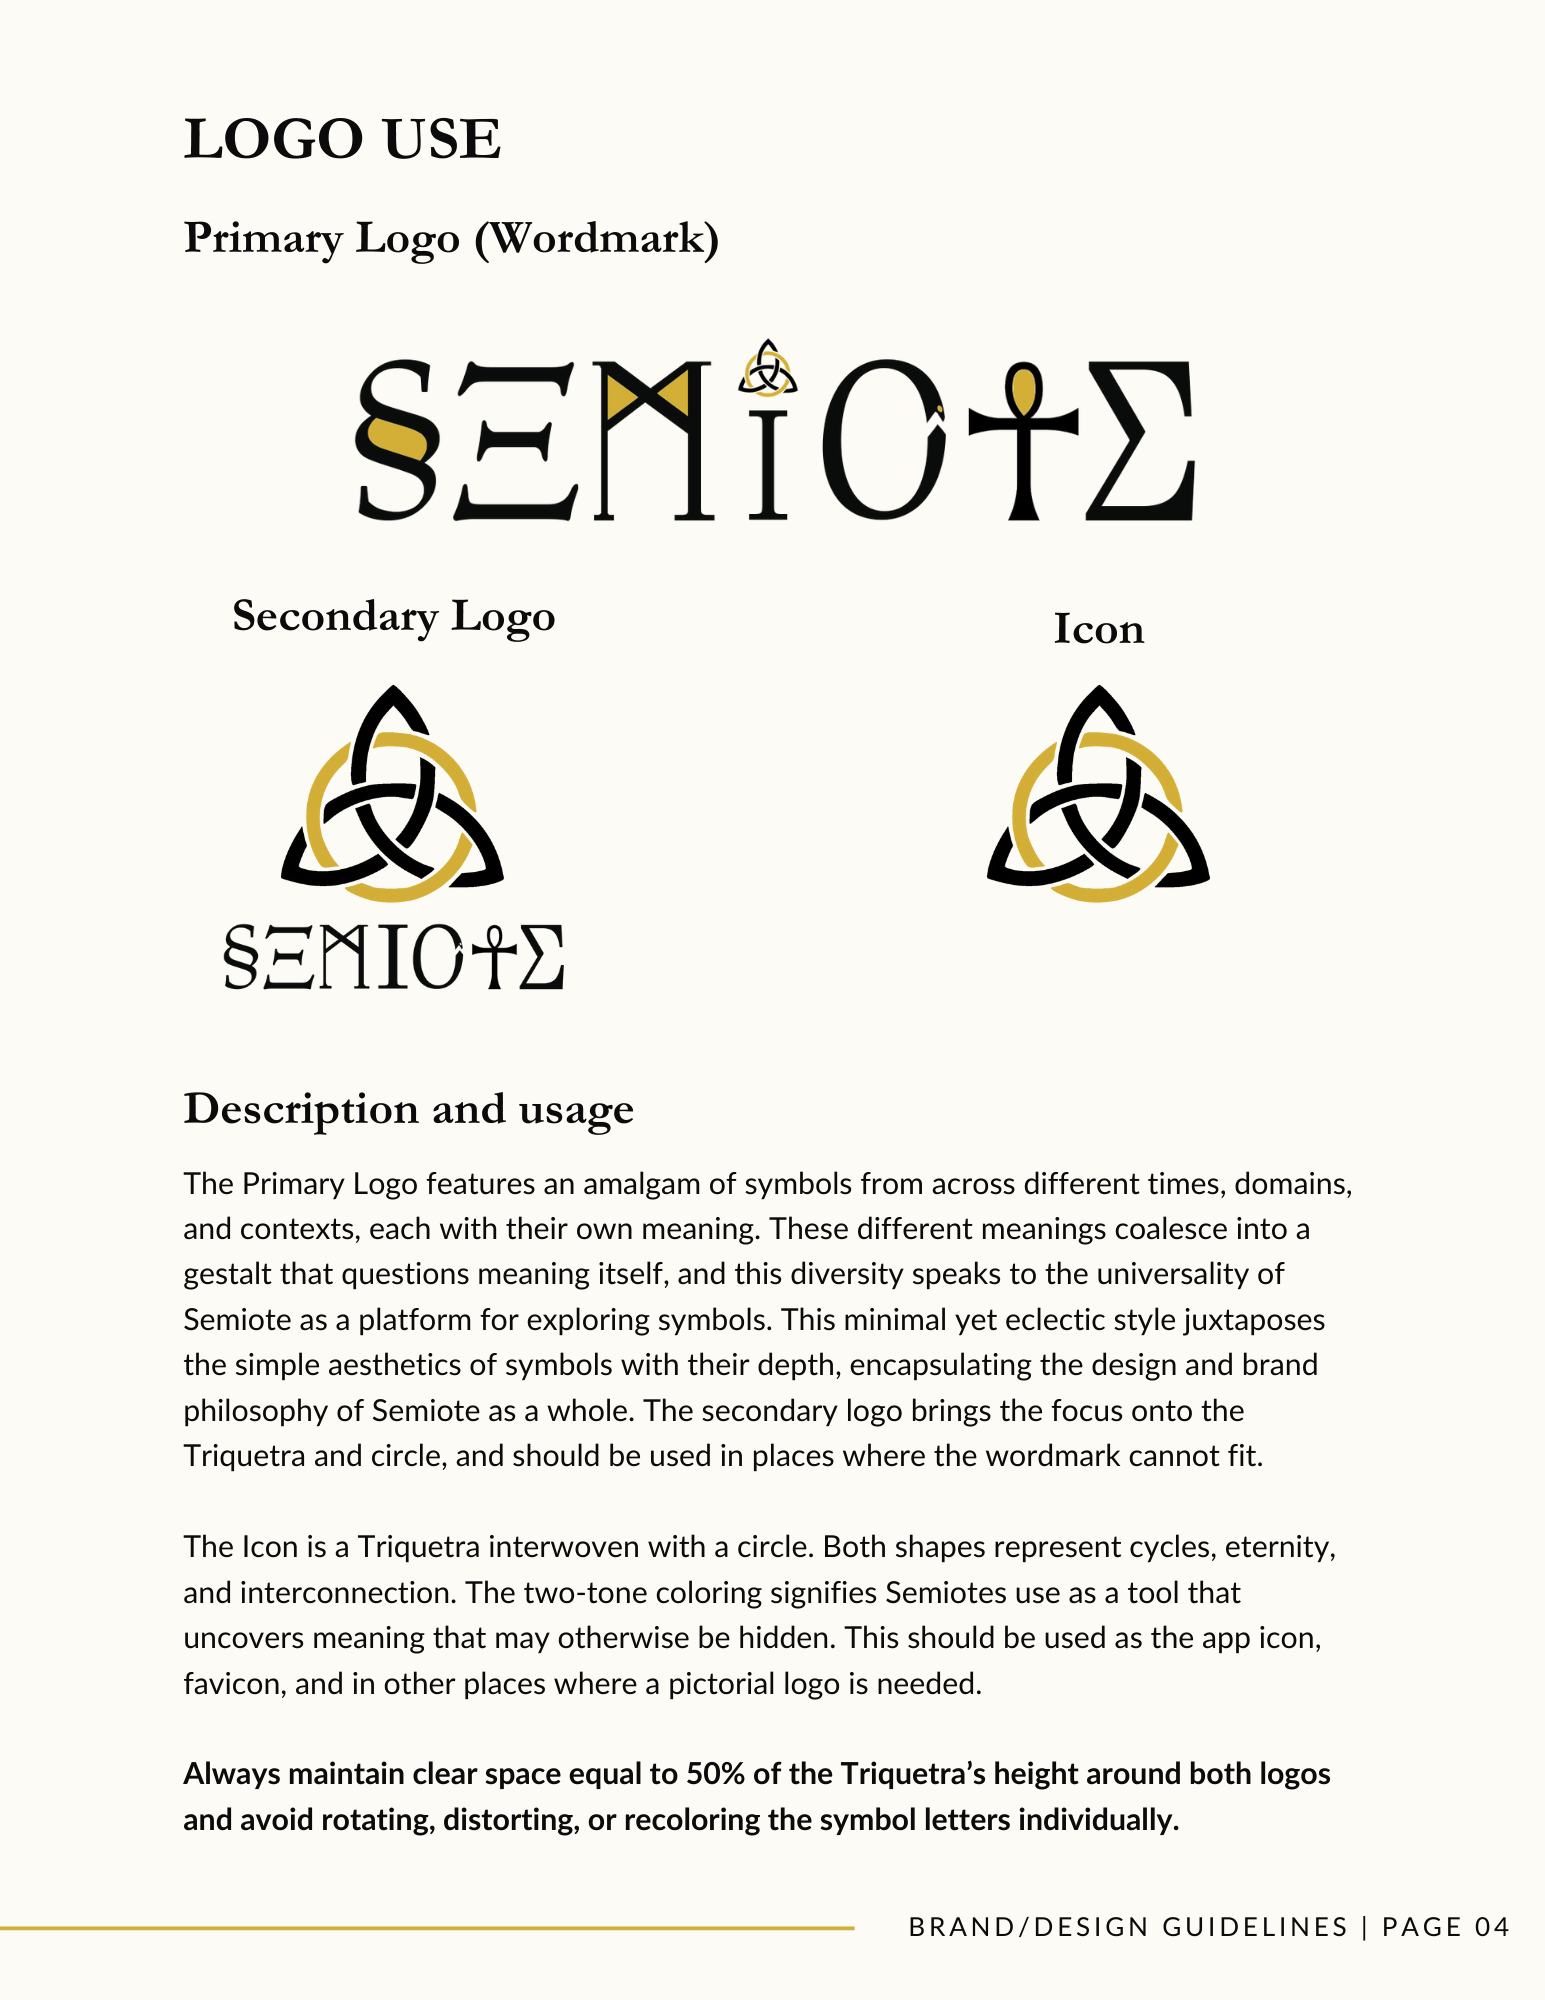 LOGO USE
Primary Logo (Wordmark)
§ΞᛗIO☥Σ
Secondary Logo
Icon
§ΞᛗIO☥Σ
Description and usage
The Primary Logo features an amalgam of symbols from across different times, domains,
and contexts, each with their own meaning. These different meanings coalesce into a
gestalt that questions meaning itself, and this diversity speaks to the universality of
Semiote as a platform for exploring symbols. This minimal yet eclectic style juxtaposes
the simple aesthetics of symbols with their depth, encapsulating the design and brand
philosophy of Semiote as a whole. The secondary logo brings the focus onto the
Triquetra and circle, and should be used in places where the wordmark cannot fit.
The Icon is a Triquetra interwoven with a circle. Both shapes represent cycles, eternity,
and interconnection. The two-tone coloring signifies Semiotes use as a tool that
uncovers meaning that may otherwise be hidden. This should be used as the app icon,
favicon, and in other places where a pictorial logo is needed.
Always maintain clear space equal to 50% of the Triquetra’s height around both logos
and avoid rotating, distorting, or recoloring the symbol letters individually.
BRAND/DESIGN GUIDELINES | PAGE 04